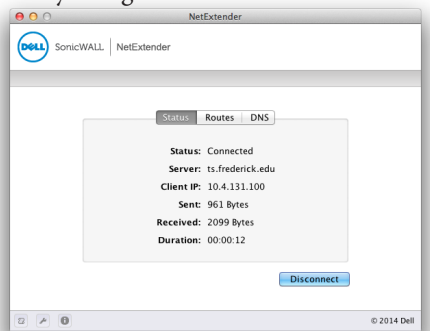 NetExtender
DELL SonicWALL | NetExtender
Status Routes DNS
Status: Connected
Server: ts.frederick.edu
Client IP: 10.4.131.100
Sent: 961 Bytes
Received: 2099 Bytes
Duration: 00:00:12
Disconnect
© 2014 Dell